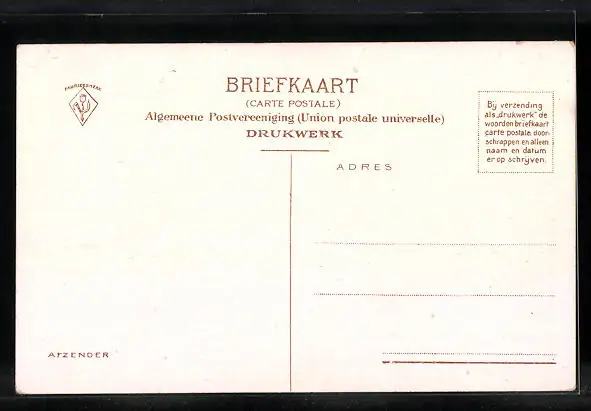 FABRIEKSMERK
BRIEFKAART
(CARTE POSTALE)
Algemeene Postvereeniging (Union postale universelle)
DRUKWERK
Bij verzending
als „drukwerk" de
woorden briefkaart
carte postale door-
schrappen en alleen
naam en datum
er op schrijven.
ADRES
AFZENDER